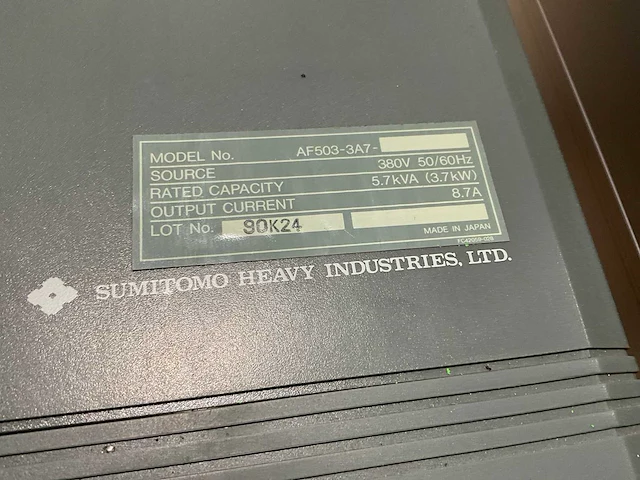 MODEL No. AF503-3A7-
SOURCE 380V 50/60Hz
RATED CAPACITY 5.7kVA (3.7kW)
OUTPUT CURRENT 8.7A
LOT No. 90K24
MADE IN JAPAN
SUMITOMO HEAVY INDUSTRIES, LTD.